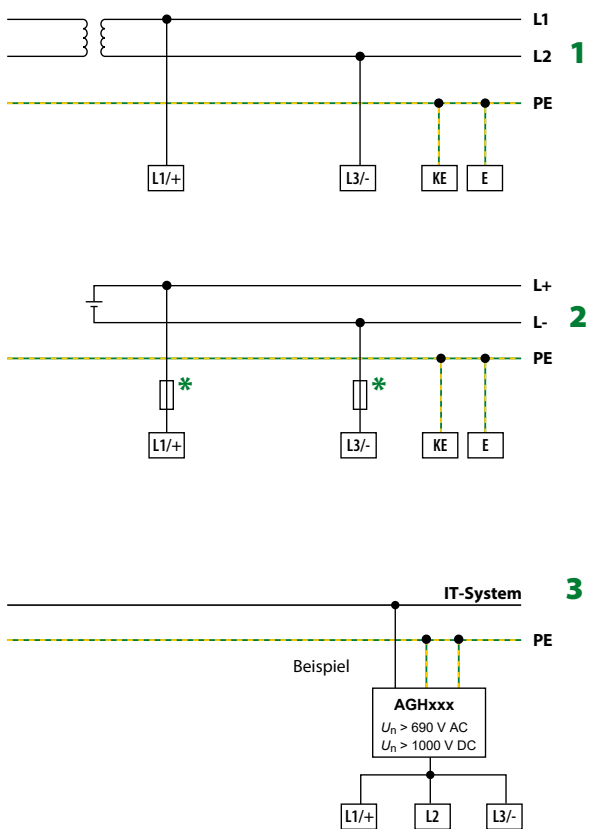 L1
L2 1
PE
L1/+ L3/- KE E
L+
L- 2
PE
* *
L1/+ L3/- KE E
IT-System 3
PE
Beispiel
AGHxxx
Un > 690 V AC
Un > 1000 V DC
L1/+ L2 L3/-